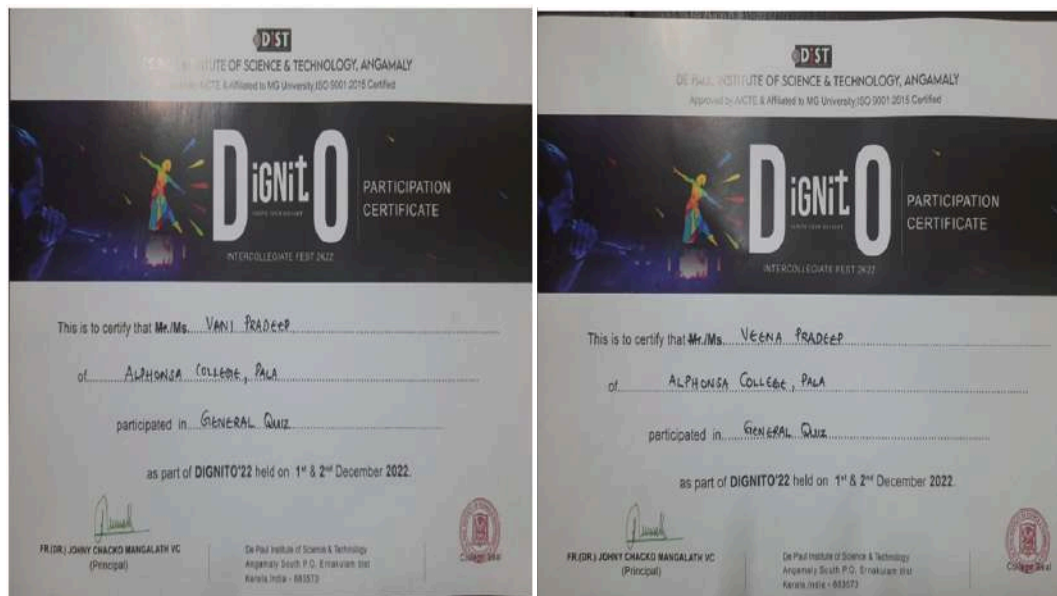 DiST
UTE OF SCIENCE & TECHNOLOGY, ANGAMALY
AICTE & Affiliated to MG University,ISO 9001:2015 Certified
DiGNitO
INTERCOLLEGIATE FEST 2K22
PARTICIPATION
CERTIFICATE
This is to certify that Mr./Ms. VANI PRADEEP
of ALPHONSA COLLEGE, PALA
participated in GENERAL QUIZ
as part of DIGNITO'22 held on 1st & 2nd December 2022.
FR.(DR.) JOHNY CHACKO MANGALATH VC
(Principal)
De Paul Institute of Science & Technology
Angamaly South P.O. Ernakulam Dist
Kerala, India - 683573
College Seal
DiST
DE PAUL INSTITUTE OF SCIENCE & TECHNOLOGY, ANGAMALY
Approved by AICTE & Affiliated to MG University,ISO 9001:2015 Certified
DiGNitO
INTERCOLLEGIATE FEST 2K22
PARTICIPATION
CERTIFICATE
This is to certify that Mr./Ms. VEENA PRADEEP
of ALPHONSA COLLEGE, PALA
participated in GENERAL QUIZ
as part of DIGNITO'22 held on 1st & 2nd December 2022.
FR.(DR.) JOHNY CHACKO MANGALATH VC
(Principal)
De Paul Institute of Science & Technology
Angamaly South P.O. Ernakulam Dist
Kerala, India - 683573
College Seal